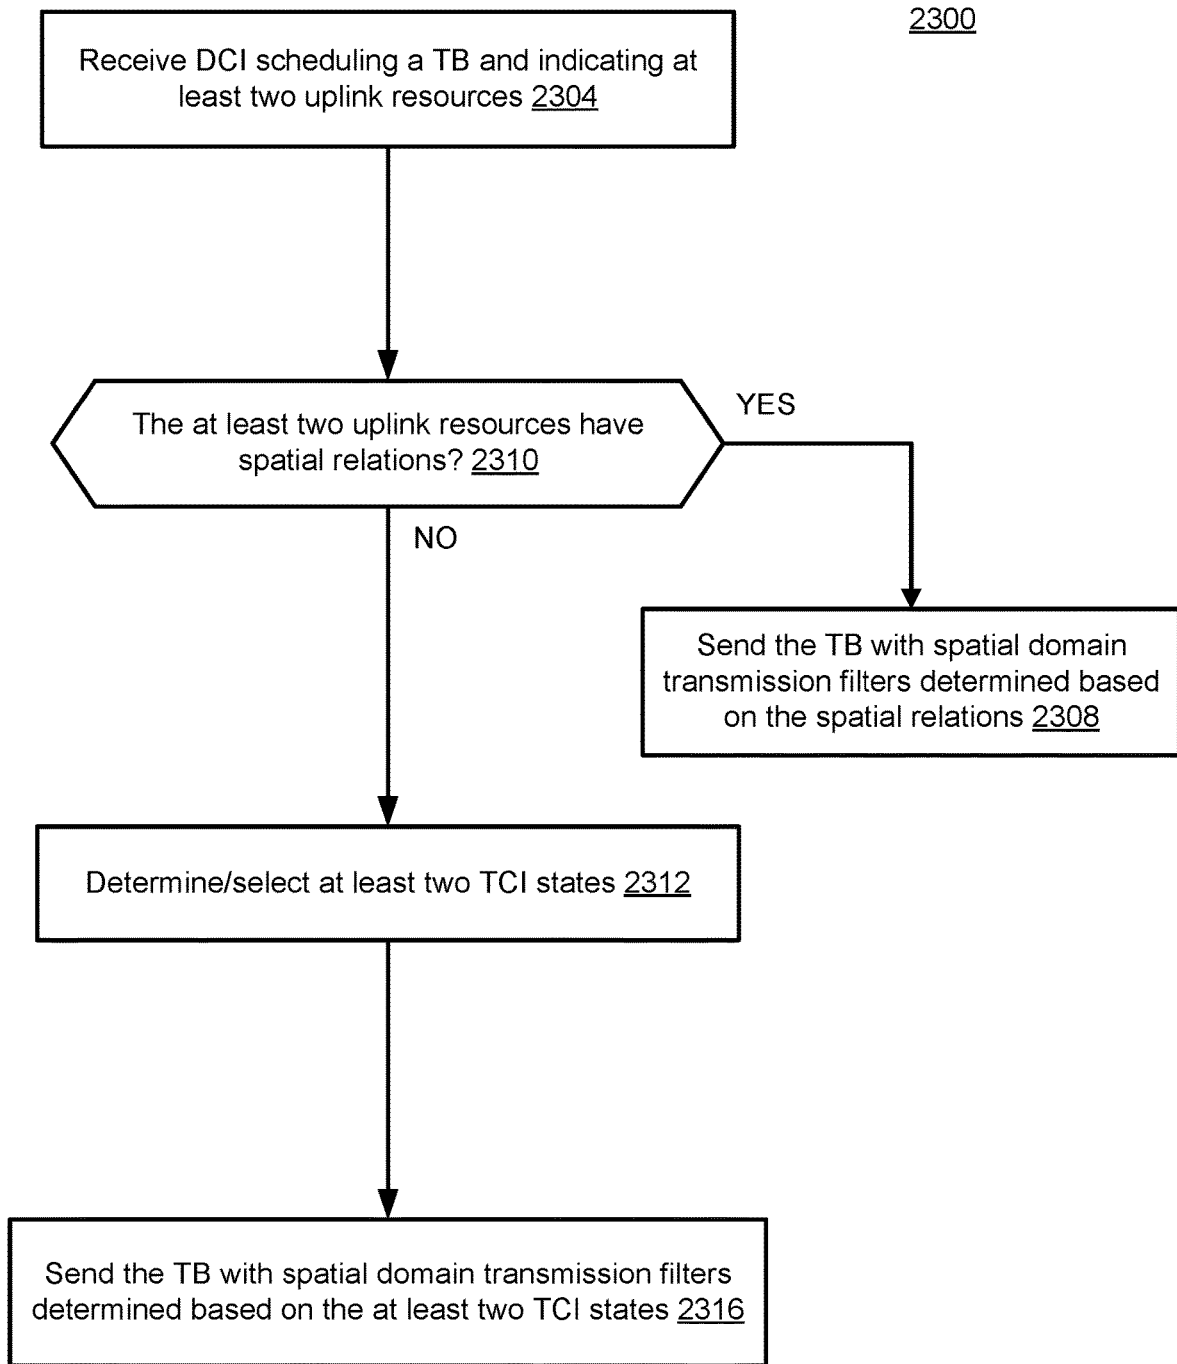 2300
Receive DCI scheduling a TB and indicating at
least two uplink resources 2304
The at least two uplink resources have
spatial relations? 2310
YES
NO
Send the TB with spatial domain
transmission filters determined based
on the spatial relations 2308
Determine/select at least two TCI states 2312
Send the TB with spatial domain transmission filters
determined based on the at least two TCI states 2316